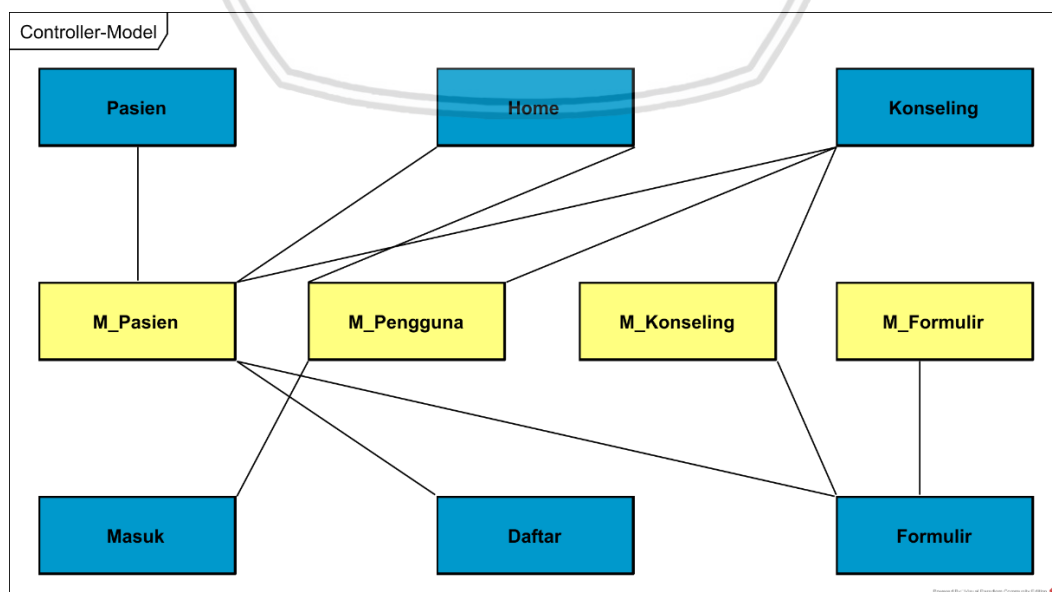 Controller-Model
Pasien
Home
Konseling
M_Pasien
M_Pengguna
M_Konseling
M_Formulir
Masuk
Daftar
Formulir